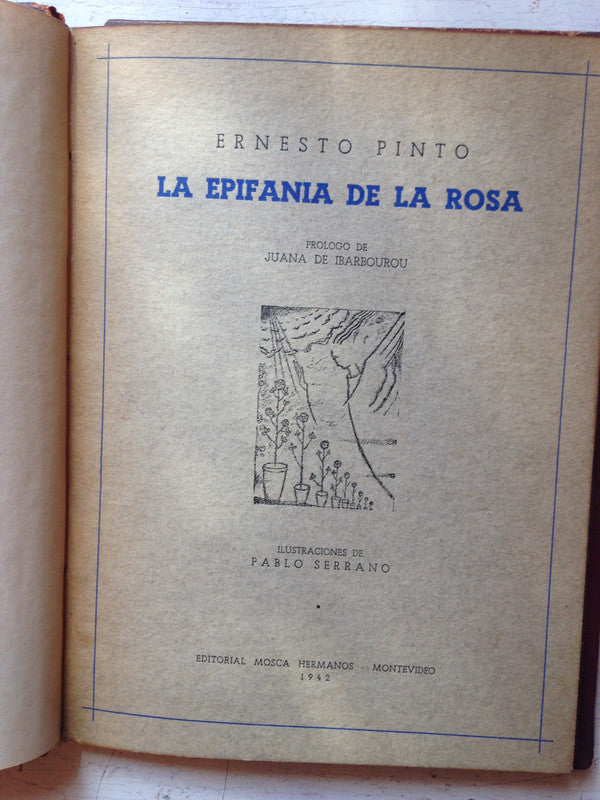 ERNESTO PINTO
LA EPIFANIA DE LA ROSA
PROLOGO DE
JUANA DE IBARBOUROU
ILUSTRACIONES DE
PABLO SERRANO
EDITORIAL MOSCA HERMANOS - MONTEVIDEO
1942